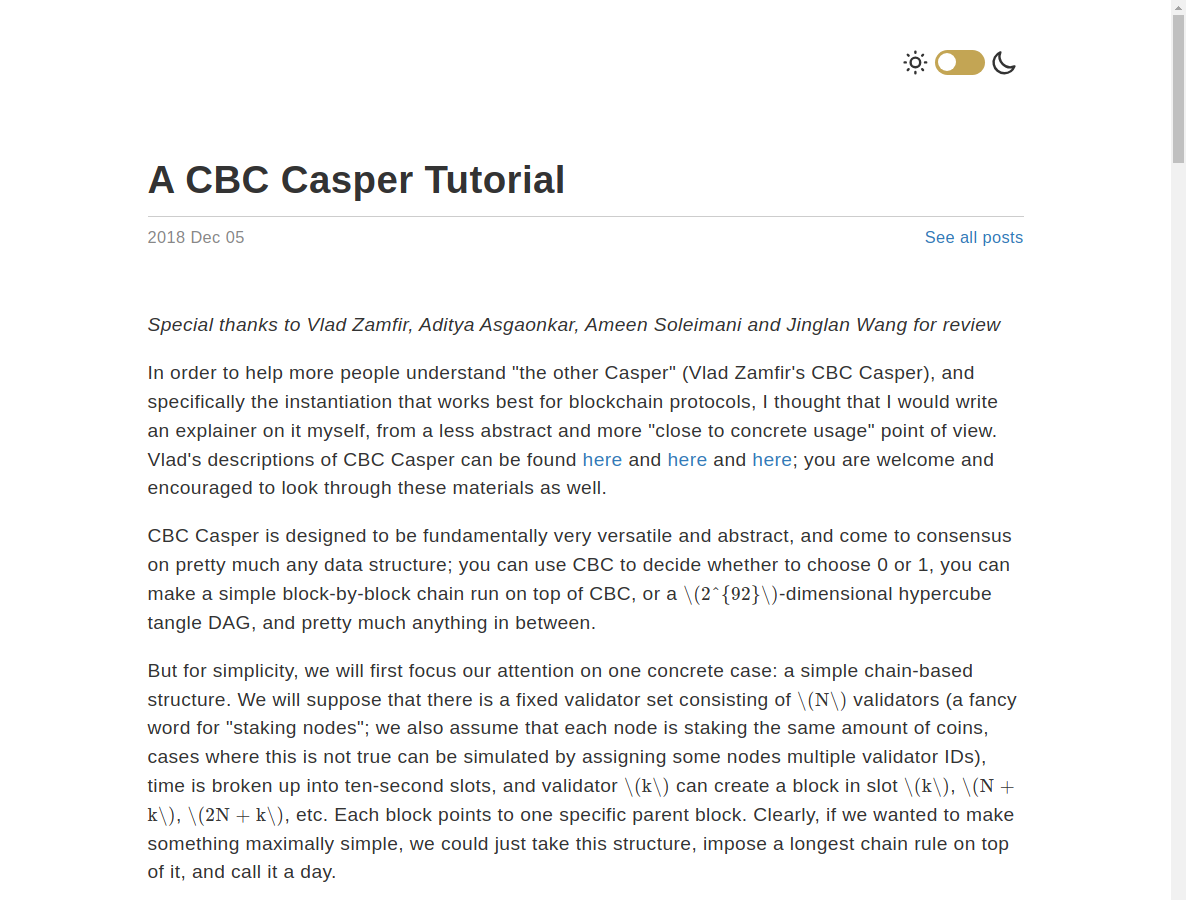 A CBC Casper Tutorial
2018 Dec 05
See all posts
Special thanks to Vlad Zamfir, Aditya Asgaonkar, Ameen Soleimani and Jinglan Wang for review
In order to help more people understand "the other Casper" (Vlad Zamfir's CBC Casper), and
specifically the instantiation that works best for blockchain protocols, I thought that I would write
an explainer on it myself, from a less abstract and more "close to concrete usage" point of view.
Vlad's descriptions of CBC Casper can be found here and here and here; you are welcome and
encouraged to look through these materials as well.
CBC Casper is designed to be fundamentally very versatile and abstract, and come to consensus
on pretty much any data structure; you can use CBC to decide whether to choose 0 or 1, you can
make a simple block-by-block chain run on top of CBC, or a \(2^{92}\)-dimensional hypercube
tangle DAG, and pretty much anything in between.
But for simplicity, we will first focus our attention on one concrete case: a simple chain-based
structure. We will suppose that there is a fixed validator set consisting of \(N\) validators (a fancy
word for "staking nodes"; we also assume that each node is staking the same amount of coins,
cases where this is not true can be simulated by assigning some nodes multiple validator IDs),
time is broken up into ten-second slots, and validator \(k\) can create a block in slot \(k\), \(N +
k\), \(2N + k\), etc. Each block points to one specific parent block. Clearly, if we wanted to make
something maximally simple, we could just take this structure, impose a longest chain rule on top
of it, and call it a day.